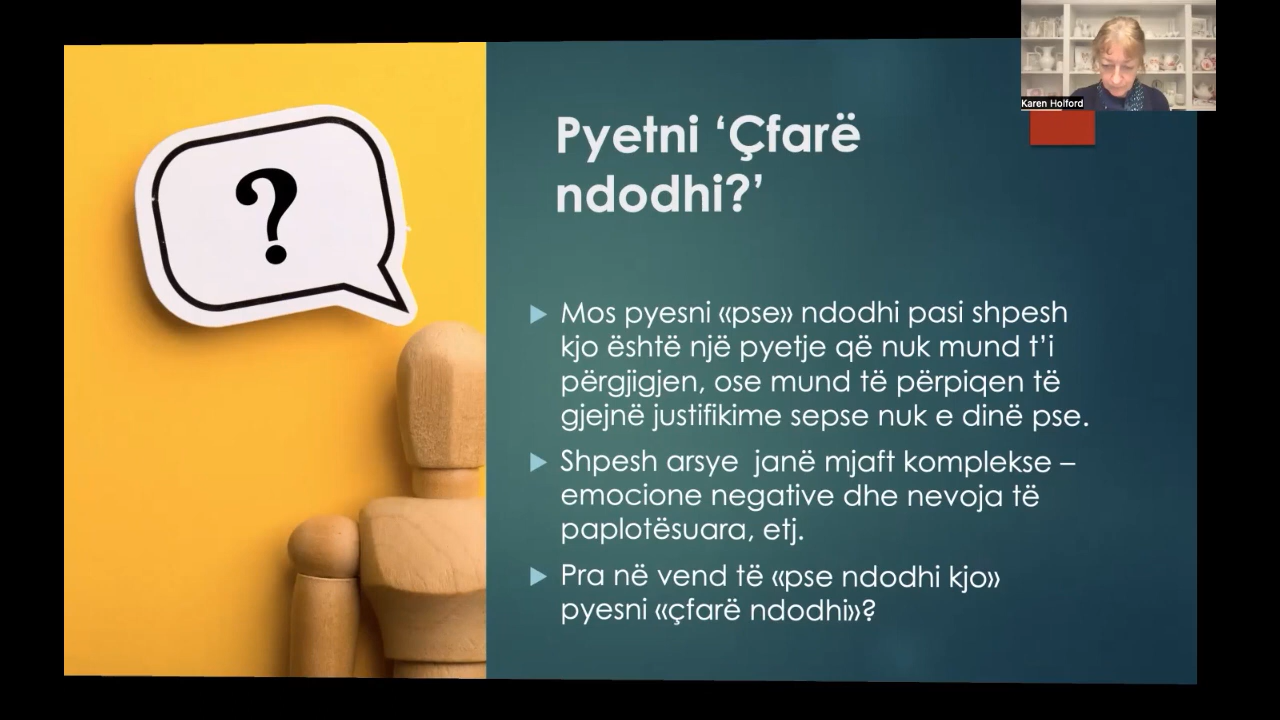 Karen Holford
?
Pyetni ‘Çfarë
ndodhi?’
Mos pyesni «pse» ndodhi pasi shpesh
kjo është një pyetje që nuk mund t’i
përgjigjen, ose mund të përpiqen të
gjejnë justifikime sepse nuk e dinë pse.
Shpesh arsye  janë mjaft komplekse –
emocione negative dhe nevoja të
paplotësuara, etj.
Pra në vend të «pse ndodhi kjo»
pyesni «çfarë ndodhi»?